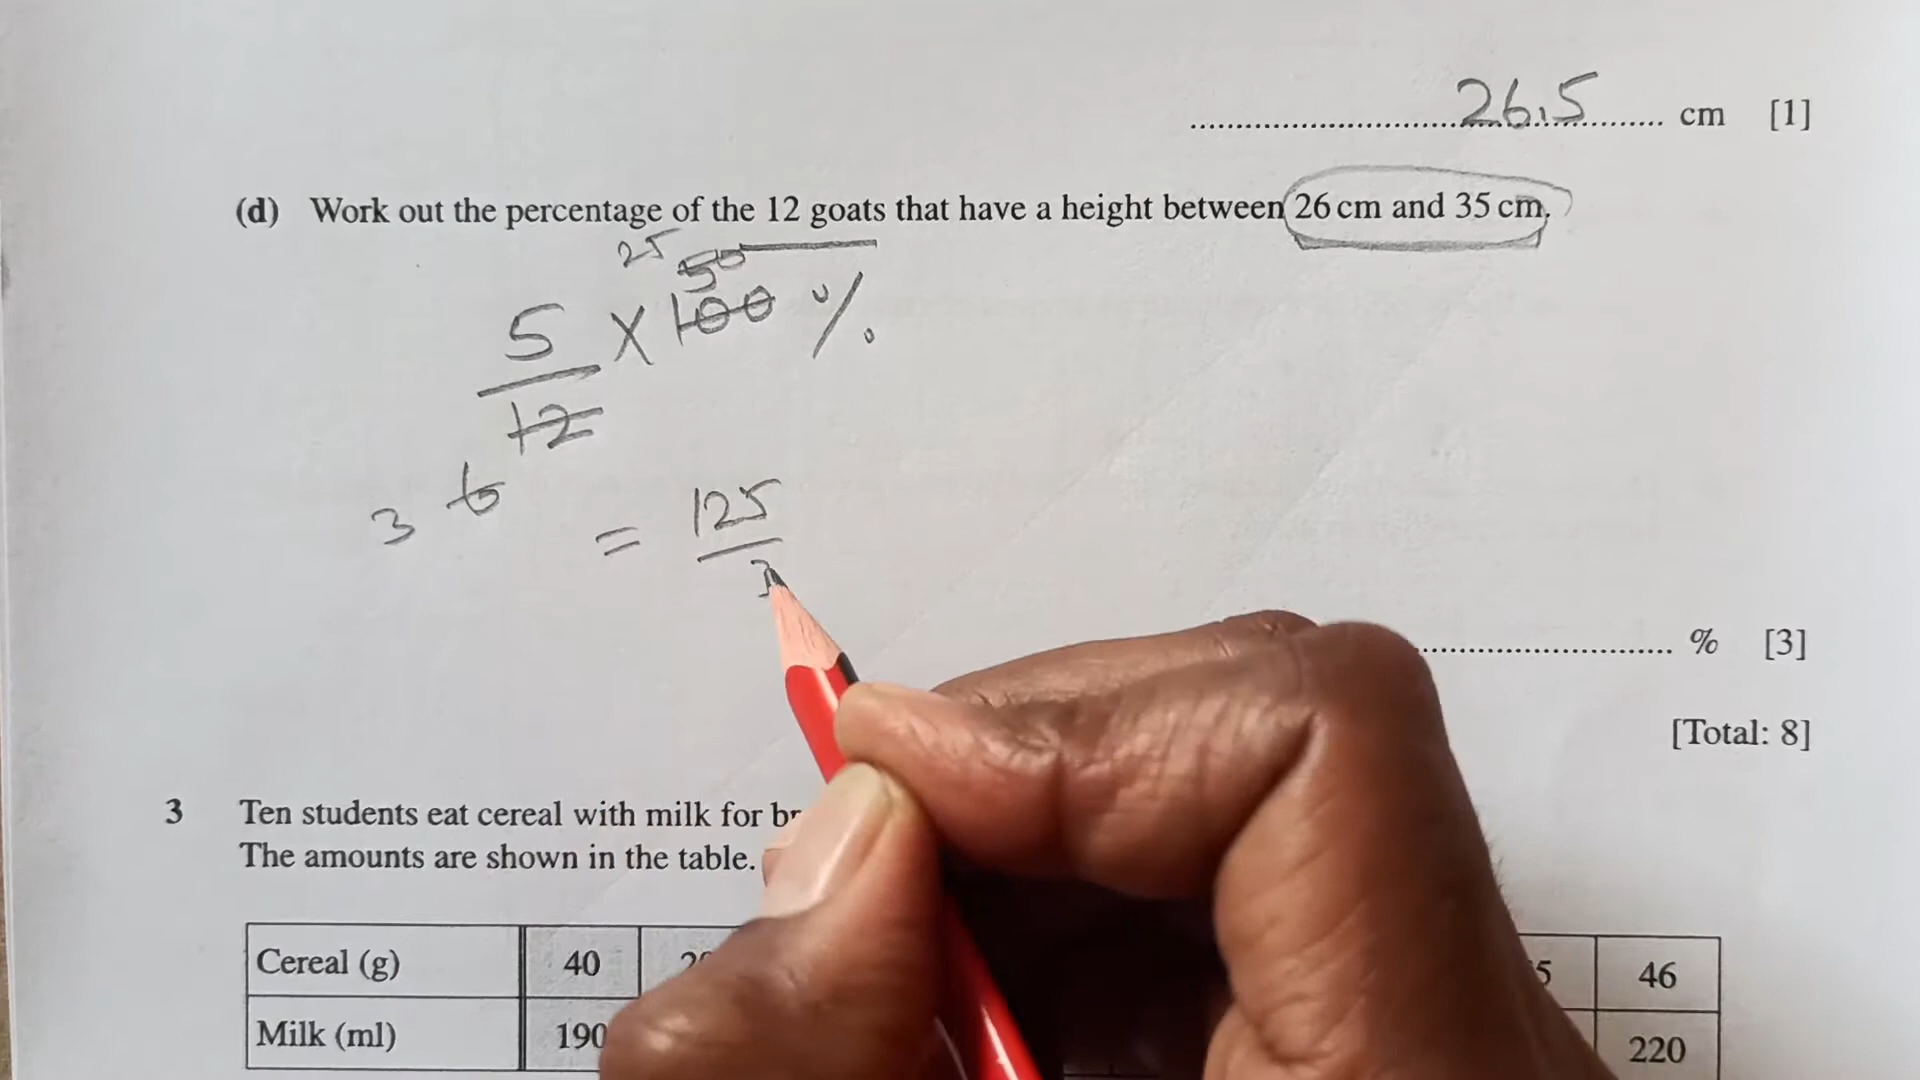 26.5 cm [1]
(d) Work out the percentage of the 12 goats that have a height between 26 cm and 35 cm.
25 50
5 × 100 %
12
3 6
= 125
3
% [3]
[Total: 8]
3 Ten students eat cereal with milk for
The amounts are shown in the table.
Cereal (g) 40 46
Milk (ml) 190 220